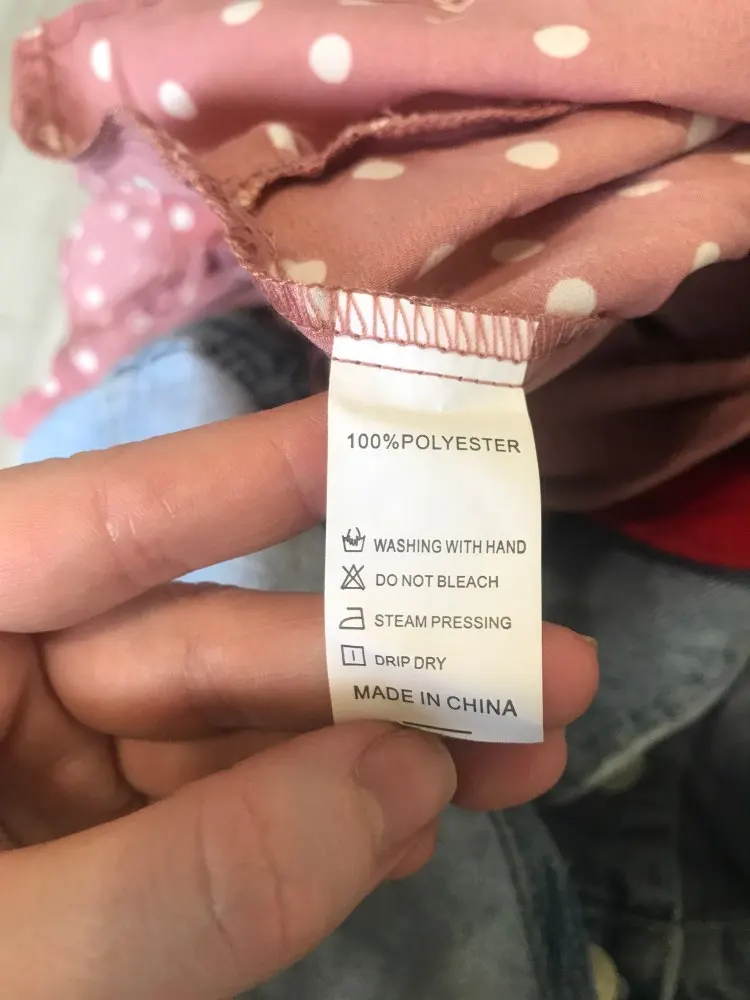 100%POLYESTER
WASHING WITH HAND
DO NOT BLEACH
STEAM PRESSING
DRIP DRY
MADE IN CHINA